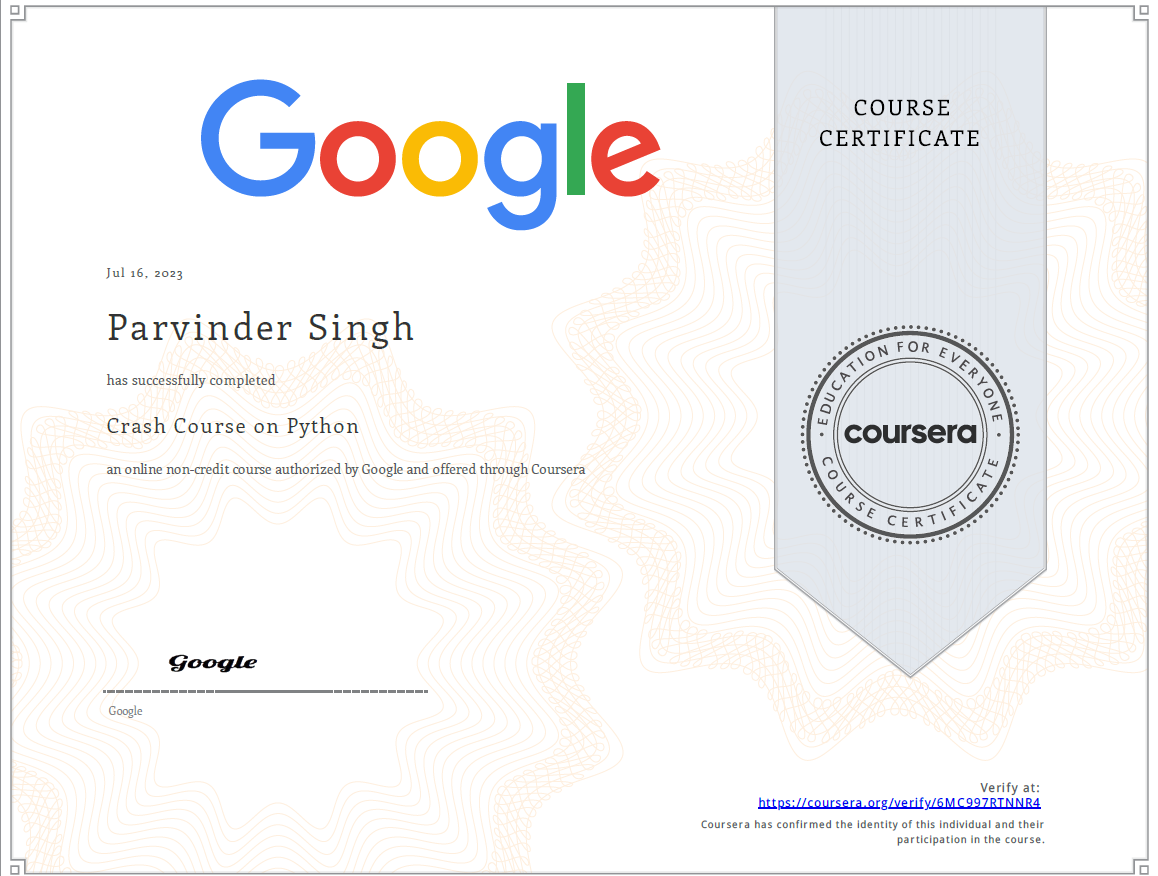 Google
COURSE
CERTIFICATE
Jul 16, 2023
Parvinder Singh
has successfully completed
Crash Course on Python
an online non-credit course authorized by Google and offered through Coursera
EDUCATION FOR EVERYONE
coursera
COURSE CERTIFICATE
Google
Google
Verify at:
https://coursera.org/verify/6MC997RTNNR4
Coursera has confirmed the identity of this individual and their
participation in the course.